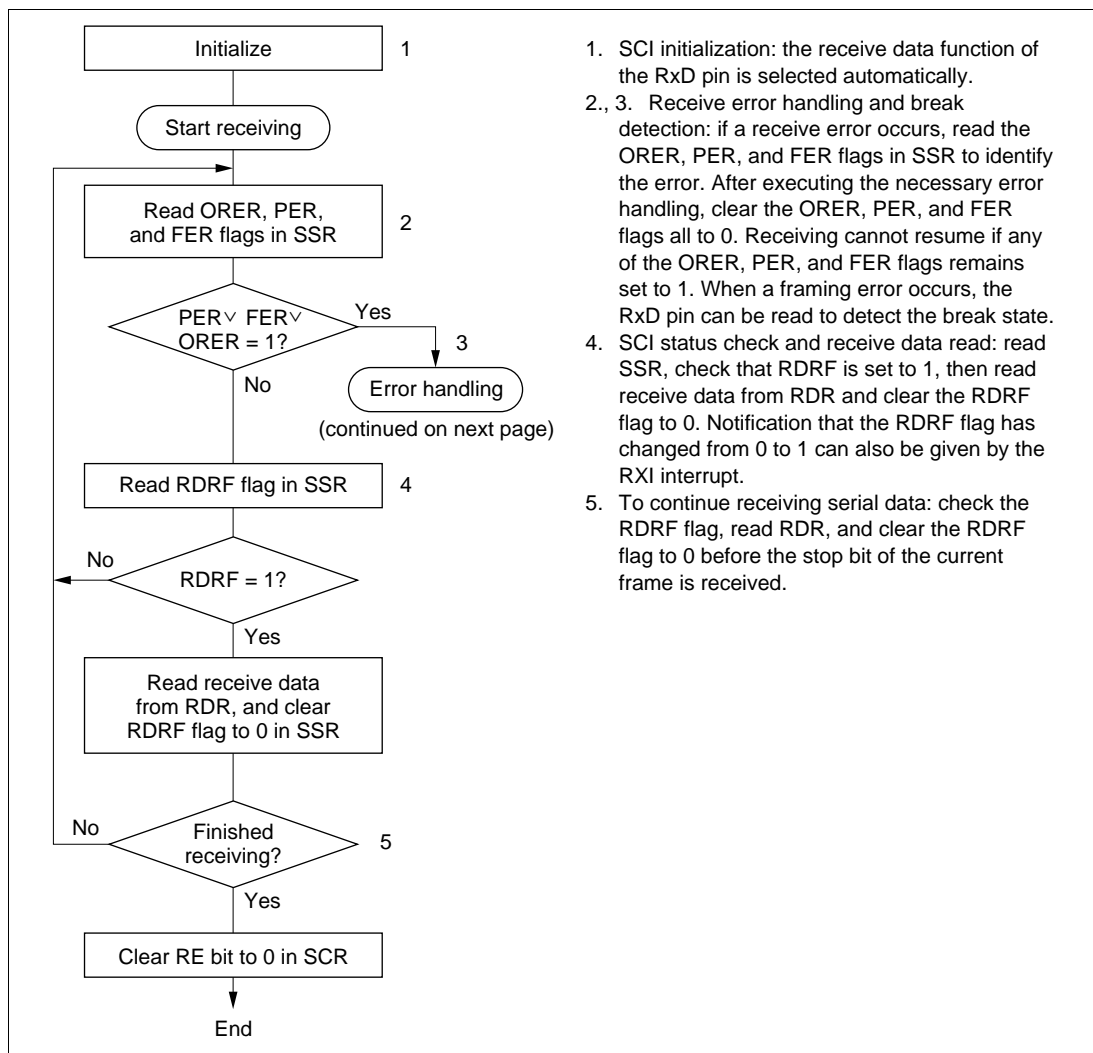 Initialize
1
Start receiving
Read ORER, PER,
and FER flags in SSR
2
PER∨ FER∨
ORER = 1?
Yes
3
No
Error handling
(continued on next page)
Read RDRF flag in SSR
4
No
RDRF = 1?
Yes
Read receive data
from RDR, and clear
RDRF flag to 0 in SSR
No
Finished
receiving?
5
Yes
Clear RE bit to 0 in SCR
End
1. SCI initialization: the receive data function of
the RxD pin is selected automatically.
2., 3. Receive error handling and break
detection: if a receive error occurs, read the
ORER, PER, and FER flags in SSR to identify
the error. After executing the necessary error
handling, clear the ORER, PER, and FER
flags all to 0. Receiving cannot resume if any
of the ORER, PER, and FER flags remains
set to 1. When a framing error occurs, the
RxD pin can be read to detect the break state.
4. SCI status check and receive data read: read
SSR, check that RDRF is set to 1, then read
receive data from RDR and clear the RDRF
flag to 0. Notification that the RDRF flag has
changed from 0 to 1 can also be given by the
RXI interrupt.
5. To continue receiving serial data: check the
RDRF flag, read RDR, and clear the RDRF
flag to 0 before the stop bit of the current
frame is received.